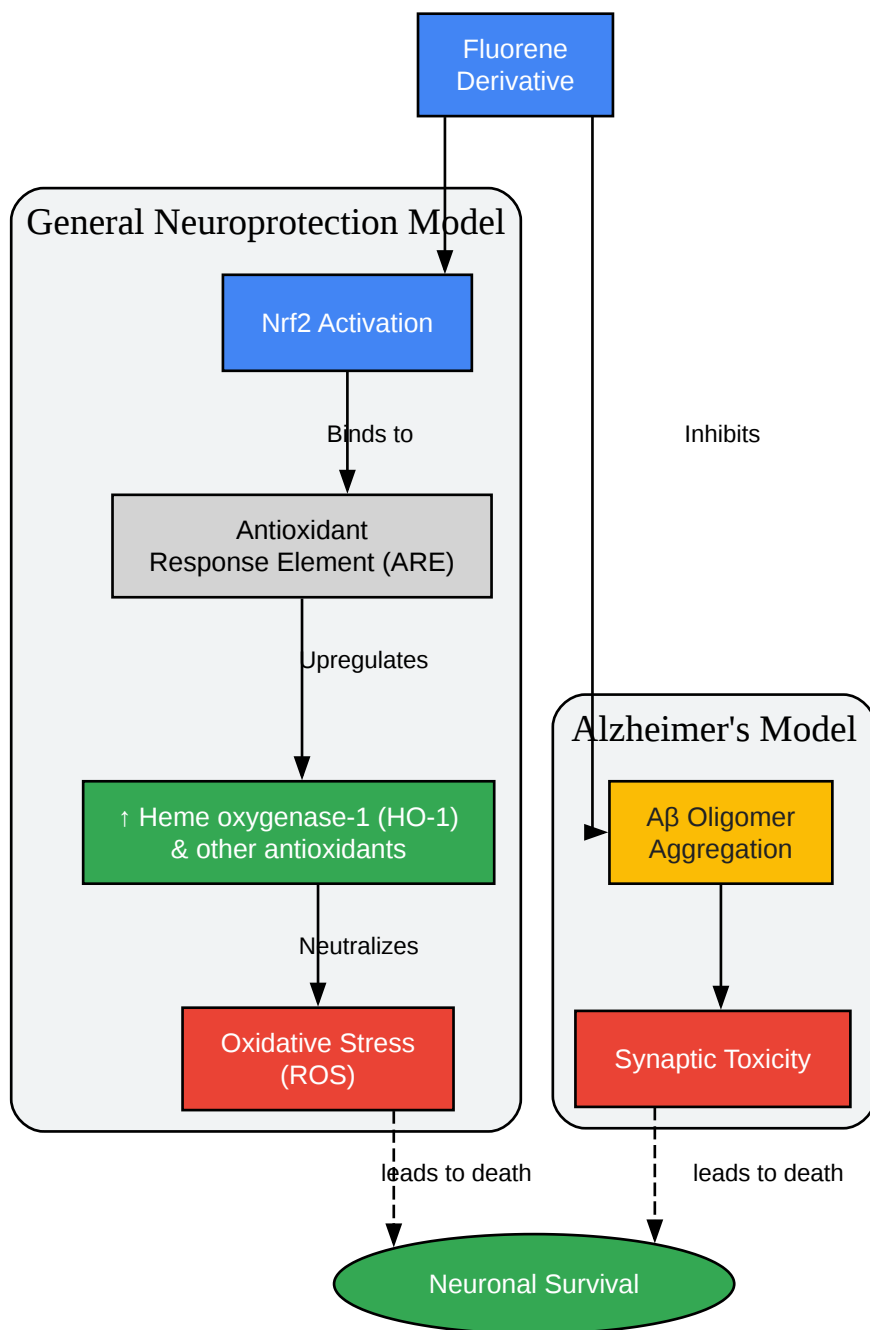 Fluorene
Derivative
General Neuroprotection Model
Nrf2 Activation
Binds to
Inhibits
Antioxidant
Response Element (ARE)
Upregulates
Alzheimer's Model
↑ Heme oxygenase-1 (HO-1)
& other antioxidants
Aβ Oligomer
Aggregation
Neutralizes
Oxidative Stress
(ROS)
Synaptic Toxicity
leads to death
leads to death
Neuronal Survival